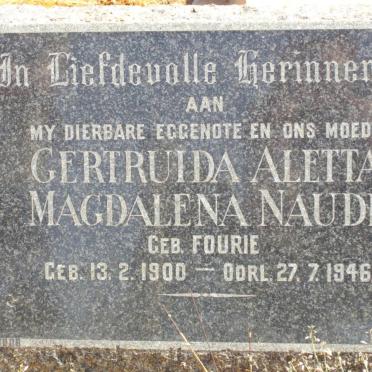 In Liefdevolle Herinner
AAN
MY DIERBARE EGGENOTE EN ONS MOED
GERTRUIDA ALETTA
MAGDALENA NAUDE
GEB. FOURIE
GEB. 13. 2. 1900 — OORL. 27. 7. 1946